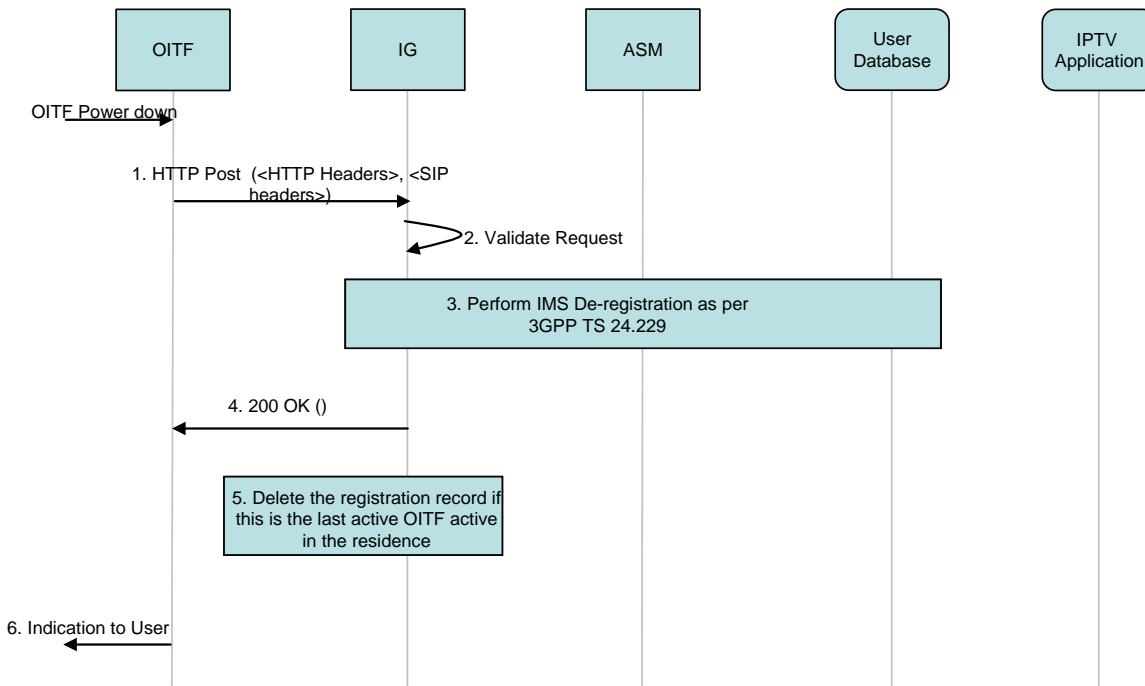 OITF
IG
ASM
User
Database
IPTV
Application
OITF Power down
1. HTTP Post (<HTTP Headers>, <SIP
headers>)
2. Validate Request
3. Perform IMS De-registration as per
3GPP TS 24.229
4. 200 OK ()
5. Delete the registration record if
this is the last active OITF active
in the residence
6. Indication to User